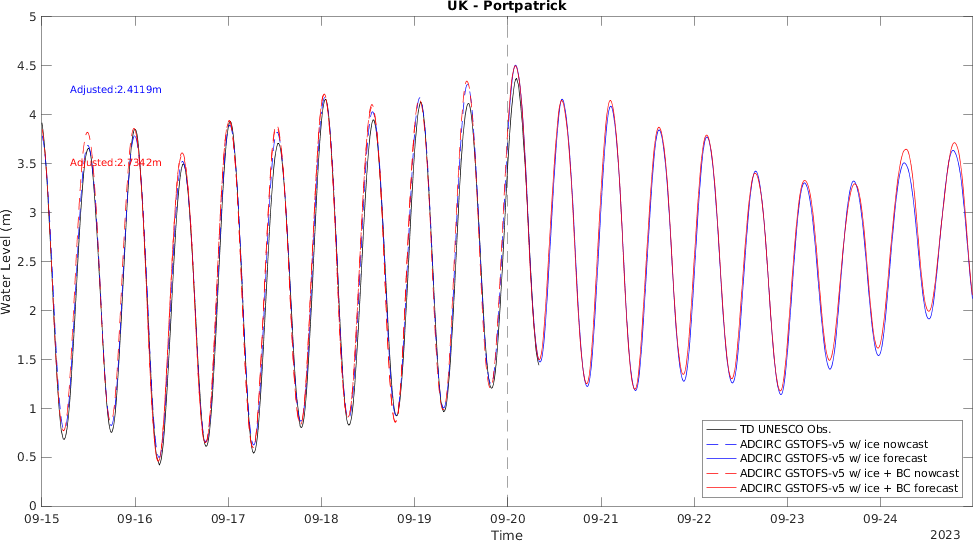 UK - Portpatrick
5
4.5
4
3.5
3
2.5
2
1.5
1
0.5
0
Water Level (m)
Adjusted:2.4119m
Adjusted:2.7342m
TD UNESCO Obs.
ADCIRC GSTOFS-v5 w/ ice nowcast
ADCIRC GSTOFS-v5 w/ ice forecast
ADCIRC GSTOFS-v5 w/ ice + BC nowcast
ADCIRC GSTOFS-v5 w/ ice + BC forecast
09-15 09-16 09-17 09-18 09-19 09-20 09-21 09-22 09-23 09-24
Time
2023